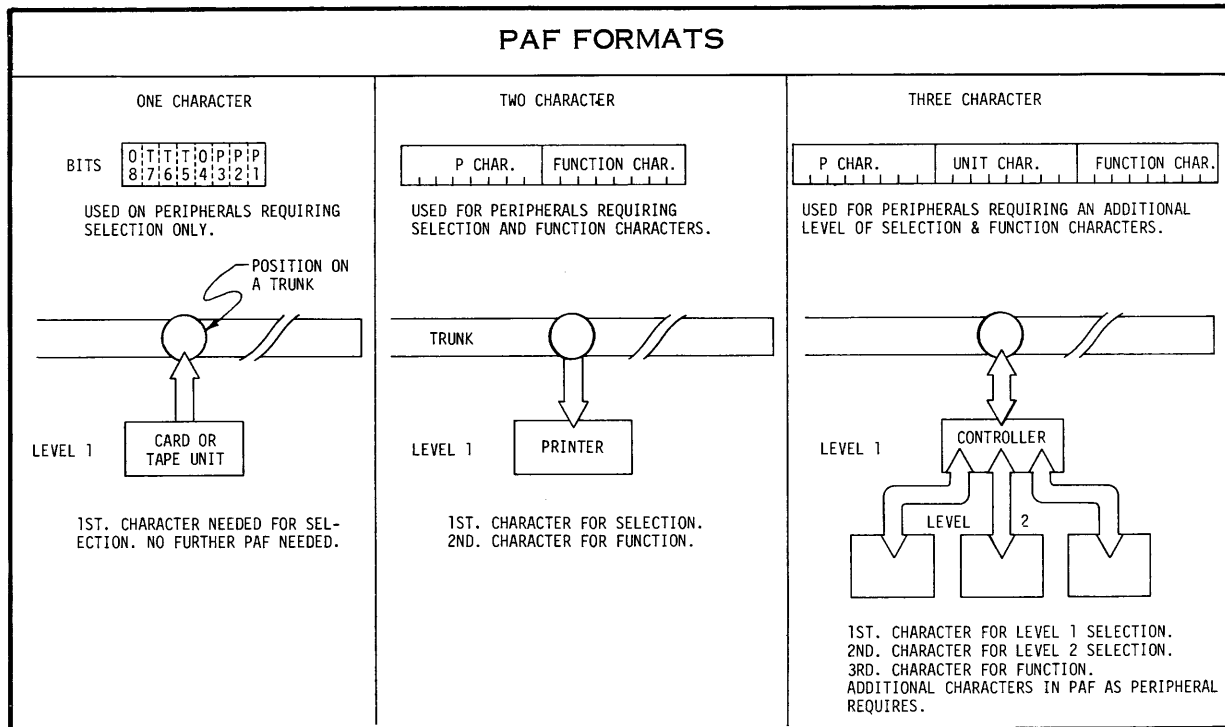 PAF FORMATS
ONE CHARACTER
BITS
0 T T T 0 P P P
8 7 6 5 4 3 2 1
USED ON PERIPHERALS REQUIRING
SELECTION ONLY.
POSITION ON
A TRUNK
LEVEL 1
CARD OR
TAPE UNIT
1ST. CHARACTER NEEDED FOR SEL-
ECTION. NO FURTHER PAF NEEDED.
TWO CHARACTER
P CHAR. FUNCTION CHAR.
USED FOR PERIPHERALS REQUIRING
SELECTION AND FUNCTION CHARACTERS.
TRUNK
LEVEL 1
PRINTER
1ST. CHARACTER FOR SELECTION.
2ND. CHARACTER FOR FUNCTION.
THREE CHARACTER
P CHAR. UNIT CHAR. FUNCTION CHAR.
USED FOR PERIPHERALS REQUIRING AN ADDITIONAL
LEVEL OF SELECTION & FUNCTION CHARACTERS.
LEVEL 1
CONTROLLER
LEVEL 2
1ST. CHARACTER FOR LEVEL 1 SELECTION.
2ND. CHARACTER FOR LEVEL 2 SELECTION.
3RD. CHARACTER FOR FUNCTION.
ADDITIONAL CHARACTERS IN PAF AS PERIPHERAL
REQUIRES.